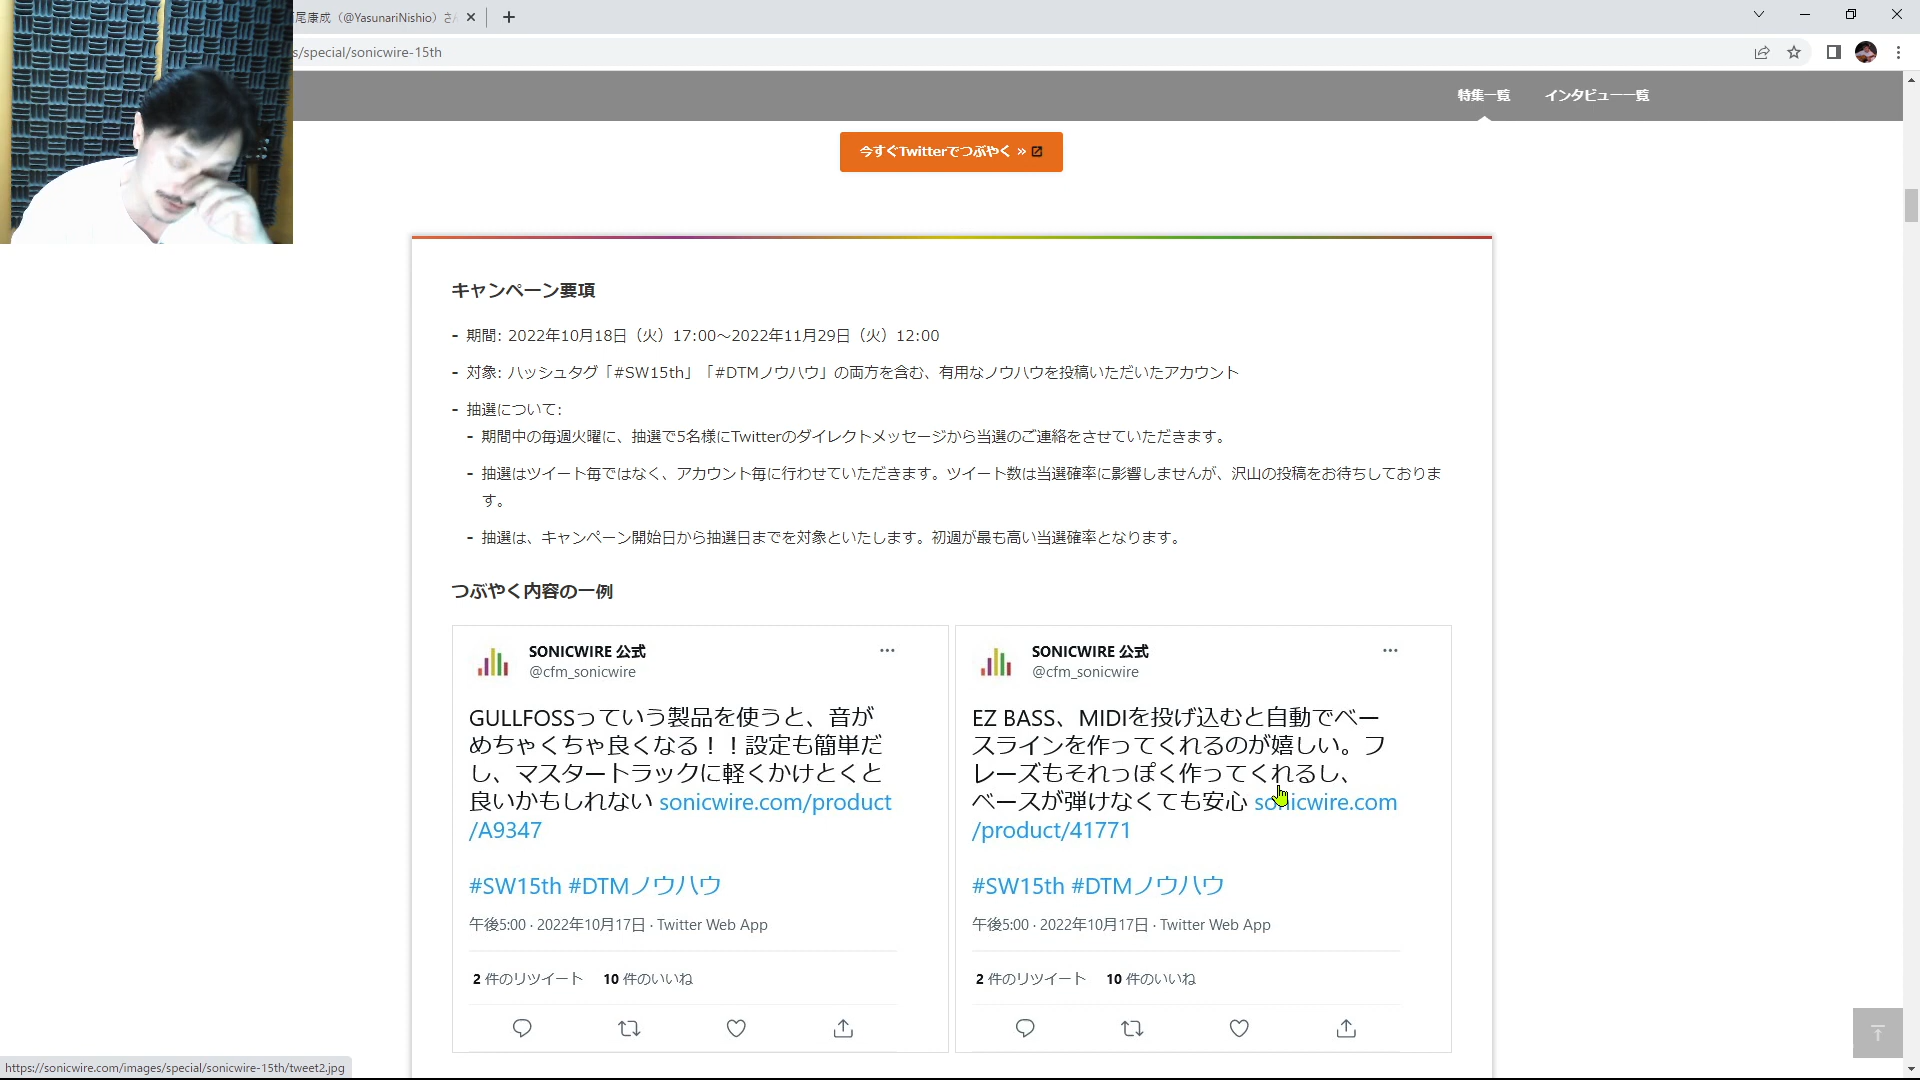 尾康成（@YasunariNishio）さん
s/special/sonicwire-15th
特集一覧 インタビュー一覧
今すぐTwitterでつぶやく »
キャンペーン要項
- 期間: 2022年10月18日（火）17:00～2022年11月29日（火）12:00
- 対象: ハッシュタグ「#SW15th」「#DTMノウハウ」の両方を含む、有用なノウハウを投稿いただいたアカウント
- 抽選について:
- 期間中の毎週火曜に、抽選で5名様にTwitterのダイレクトメッセージから当選のご連絡をさせていただきます。
- 抽選はツイート毎ではなく、アカウント毎に行わせていただきます。ツイート数は当選確率に影響しませんが、沢山の投稿をお待ちしておりま
す。
- 抽選は、キャンペーン開始日から抽選日までを対象といたします。初週が最も高い当選確率となります。
つぶやく内容の一例
SONICWIRE 公式
@cfm_sonicwire
GULLFOSSっていう製品を使うと、音が
めちゃくちゃ良くなる！！設定も簡単だ
し、マスタートラックに軽くかけとくと
良いかもしれない sonicwire.com/product
/A9347
#SW15th #DTMノウハウ
午後5:00 · 2022年10月17日 · Twitter Web App
2 件のリツイート 10 件のいいね
SONICWIRE 公式
@cfm_sonicwire
EZ BASS、MIDIを投げ込むと自動でベー
スラインを作ってくれるのが嬉しい。フ
レーズもそれっぽく作ってくれるし、
ベースが弾けなくても安心 sonicwire.com
/product/41771
#SW15th #DTMノウハウ
午後5:00 · 2022年10月17日 · Twitter Web App
2 件のリツイート 10 件のいいね
https://sonicwire.com/images/special/sonicwire-15th/tweet2.jpg